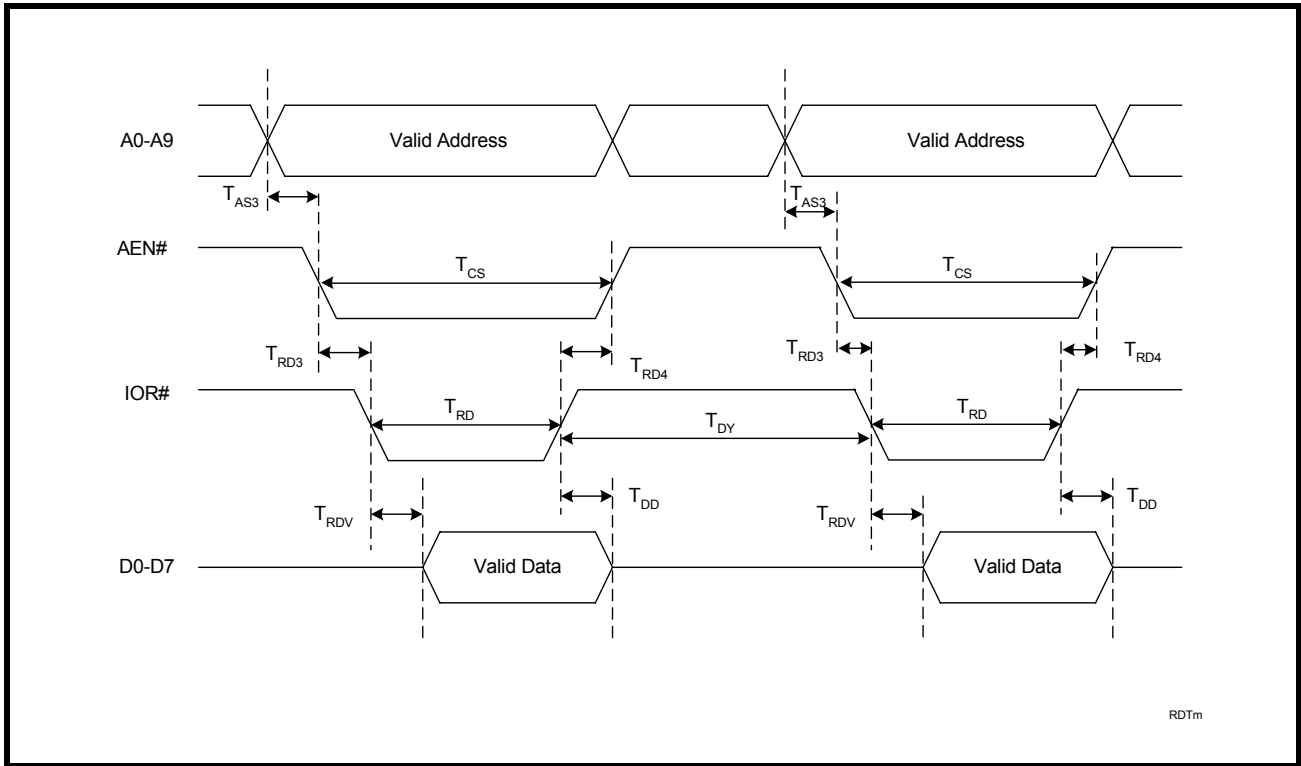 A0-A9 Valid Address Valid Address
TAS3 TAS3
AEN#
TCS TCS
TRD3 TRD4 TRD3 TRD4
IOR#
TRD TDY TRD
TRDV TDD TRDV TDD
D0-D7 Valid Data Valid Data
RDTm